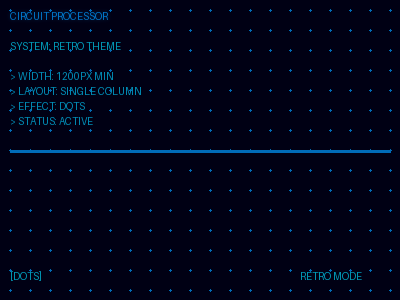 CIRCUIT PROCESSOR
SYSTEM: RETRO THEME
> WIDTH: 1200PX MIN
> LAYOUT: SINGLE COLUMN
> EFFECT: DOTS
> STATUS: ACTIVE
[DOTS]
RETRO MODE